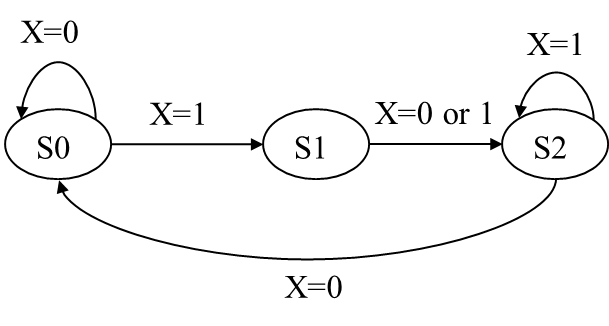 X=0
X=1
X=1
X=0 or 1
S0
S1
S2
X=0